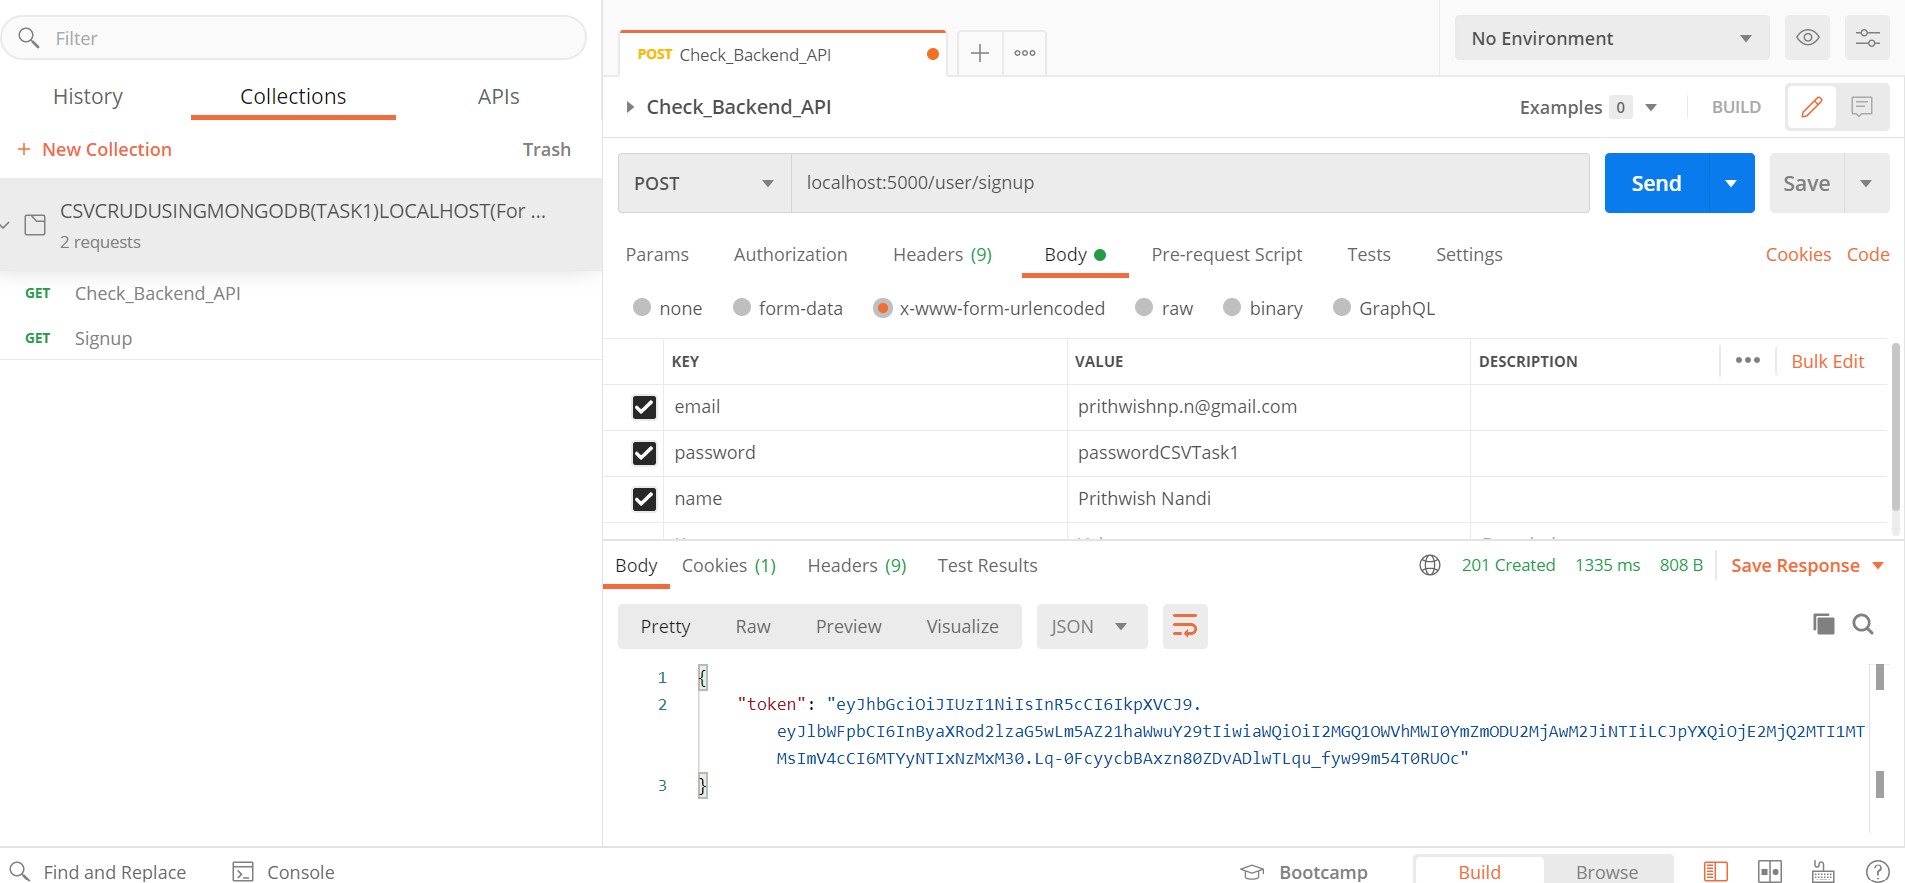 Filter
History Collections APIs
+ New Collection Trash
CSVCRUDUSINGMONGODB(TASK1)LOCALHOST(For ...
2 requests
GET Check_Backend_API
GET Signup
POST Check_Backend_API
No Environment
Check_Backend_API
Examples 0 BUILD
POST localhost:5000/user/signup Send Save
Params Authorization Headers (9) Body Pre-request Script Tests Settings Cookies Code
none form-data x-www-form-urlencoded raw binary GraphQL
KEY VALUE DESCRIPTION Bulk Edit
email prithwishnp.n@gmail.com
password passwordCSVTask1
name Prithwish Nandi
Body Cookies (1) Headers (9) Test Results 201 Created 1335 ms 808 B Save Response
Pretty Raw Preview Visualize JSON
1 {
2 "token": "eyJhbGciOiJIUzI1NiIsInR5cCI6IkpXVCJ9.
eyJlbWFpbCI6InByaXRod2lzaG5wLm5AZ21haWwuY29tIiwiaWQiOiI2MGQ1OWVhMWI0YmZmODU2MjAwM2JiNTIiLCJpYXQiOjE2MjQ2MTI1MT
MsImV4cCI6MTYyNTIxNzMxM30.Lq-0FcyycbBAxzn80ZDvADlwTLqu_fyw99m54T0RUOc"
3 }
Find and Replace Console Bootcamp Build Browse